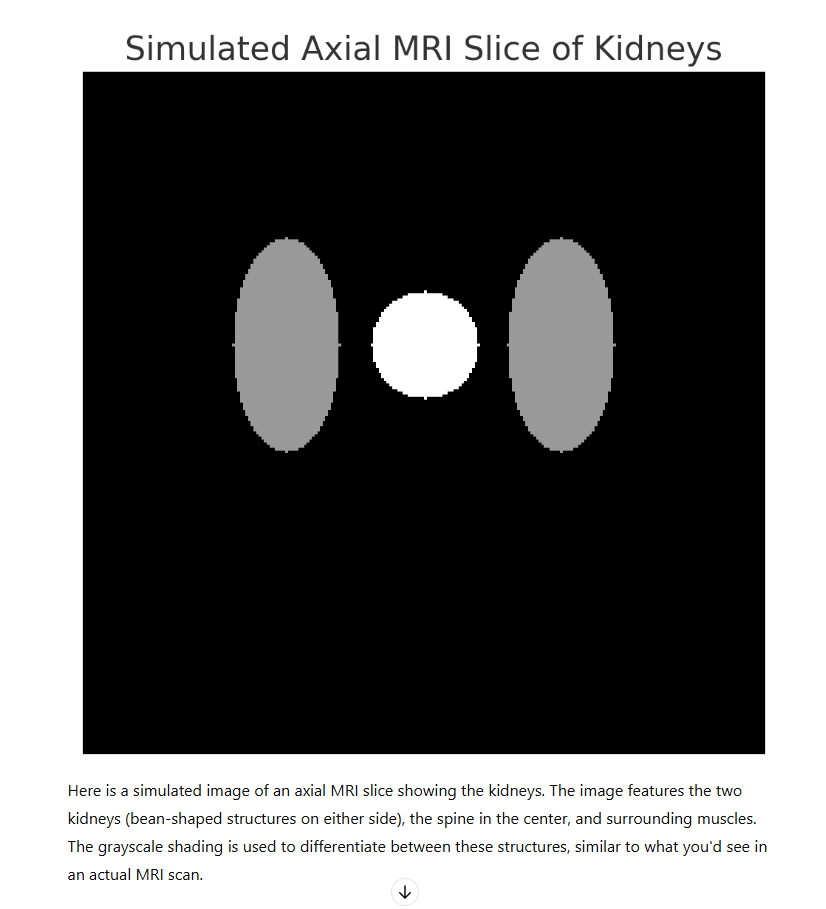 Simulated Axial MRI Slice of Kidneys
Here is a simulated image of an axial MRI slice showing the kidneys. The image features the two
kidneys (bean-shaped structures on either side), the spine in the center, and surrounding muscles.
The grayscale shading is used to differentiate between these structures, similar to what you'd see in
an actual MRI scan.